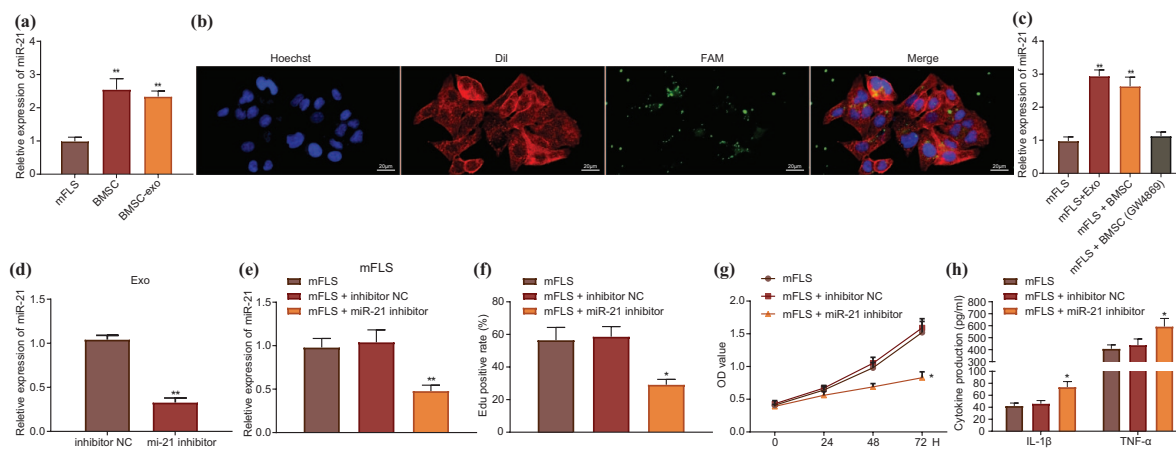 (a)
Reletive expression of miR-21
4
3
2
1
0
**
**
mFLS
BMSC
BMSC-exo
(b)
Hoechst
Dil
FAM
Merge
20μm
20μm
20μm
20μm
(c)
Reletive expression of miR-21
4
3
2
1
0
**
**
mFLS
mFLS+Exo
mFLS + BMSC
mFLS + BMSC (GW4869)
(d)
Exo
Reletive expression of miR-21
1.5
1.0
0.5
0.0
**
inhibitor NC
mi-21 inhibitor
(e)
mFLS
mFLS
mFLS + inhibitor NC
mFLS + miR-21 inhibitor
Reletive expression of miR-21
1.5
1.0
0.5
0.0
**
(f)
mFLS
mFLS + inhibitor NC
mFLS + miR-21 inhibitor
Edu positive rate (%)
80
60
40
20
0
*
(g)
mFLS
mFLS + inhibitor NC
mFLS + miR-21 inhibitor
OD value
2.0
1.5
1.0
0.5
0.0
*
0
24
48
72 H
(h)
mFLS
mFLS + inhibitor NC
mFLS + miR-21 inhibitor
Cytokine production (pg/ml)
800
700
600
500
400
300
100
80
60
40
20
0
*
*
IL-1β
TNF-α